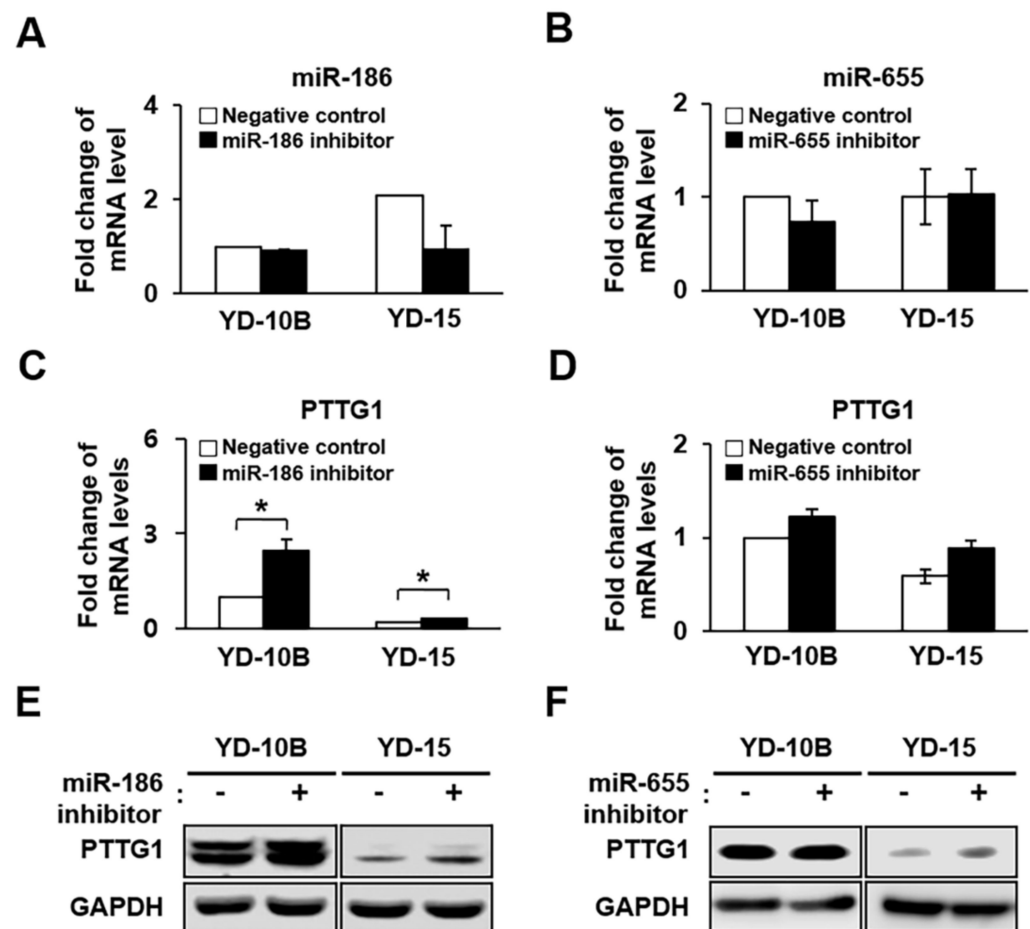 A
miR-186
Fold change of
mRNA level
4
2
0
Negative control
miR-186 inhibitor
YD-10B
YD-15
B
miR-655
Fold change of
mRNA level
2
1
0
Negative control
miR-655 inhibitor
YD-10B
YD-15
C
PTTG1
Fold change of
mRNA levels
6
3
0
Negative control
miR-186 inhibitor
*
*
YD-10B
YD-15
D
PTTG1
Fold change of
mRNA levels
2
1
0
Negative control
miR-655 inhibitor
YD-10B
YD-15
E
YD-10B YD-15
miR-186
inhibitor : - + - +
PTTG1
GAPDH
F
YD-10B YD-15
miR-655
inhibitor : - + - +
PTTG1
GAPDH